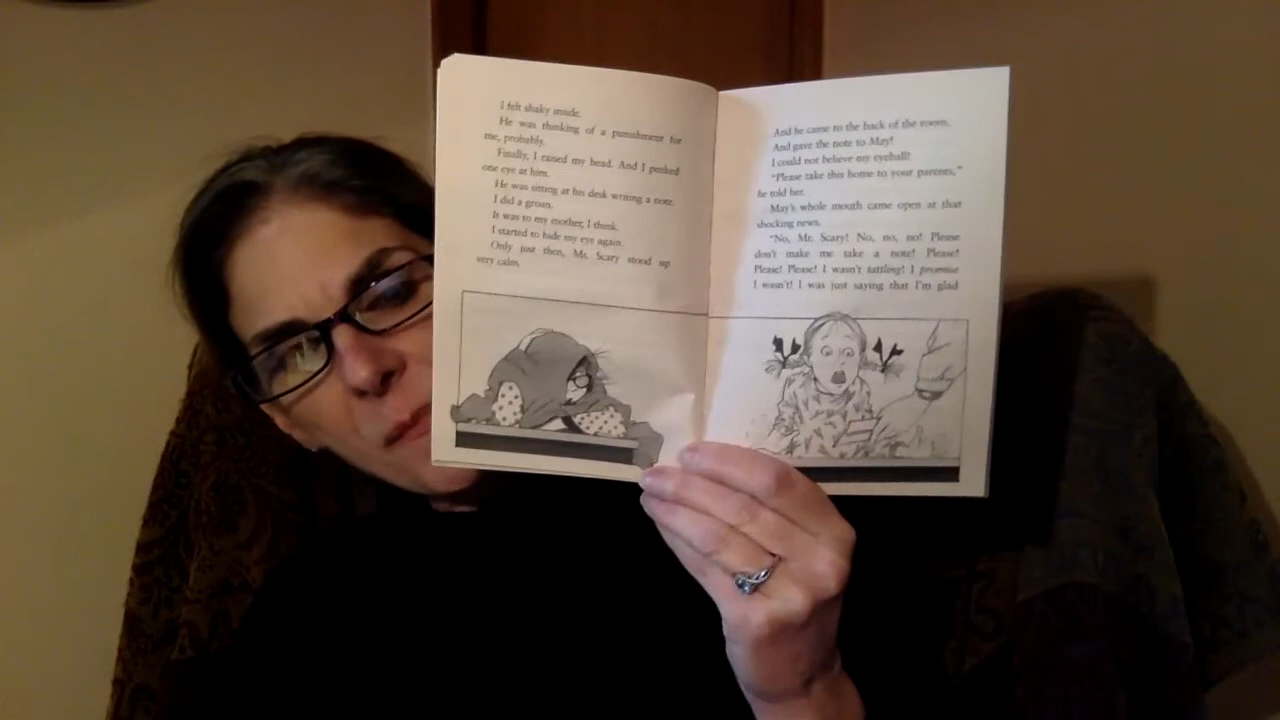 I felt shaky inside.
He was thinking of a punishment for
me, probably.
Finally, I raised my head. And I peeked
one eye at him.
He was sitting at his desk writing a note.
I did a groan.
It was to my mother, I think.
I started to hide my eye again.
Only just then, Mr. Scary stood up
very calm.
And he came to the back of the room.
And gave the note to May!
I could not believe my eyeball!
"Please take this home to your parents,"
he told her.
May's whole mouth came open at that
shocking news.
"No, Mr. Scary! No, no, no! Please
don't make me take a note! Please!
Please! Please! I wasn't tattling! I promise
I wasn't! I was just saying that I'm glad